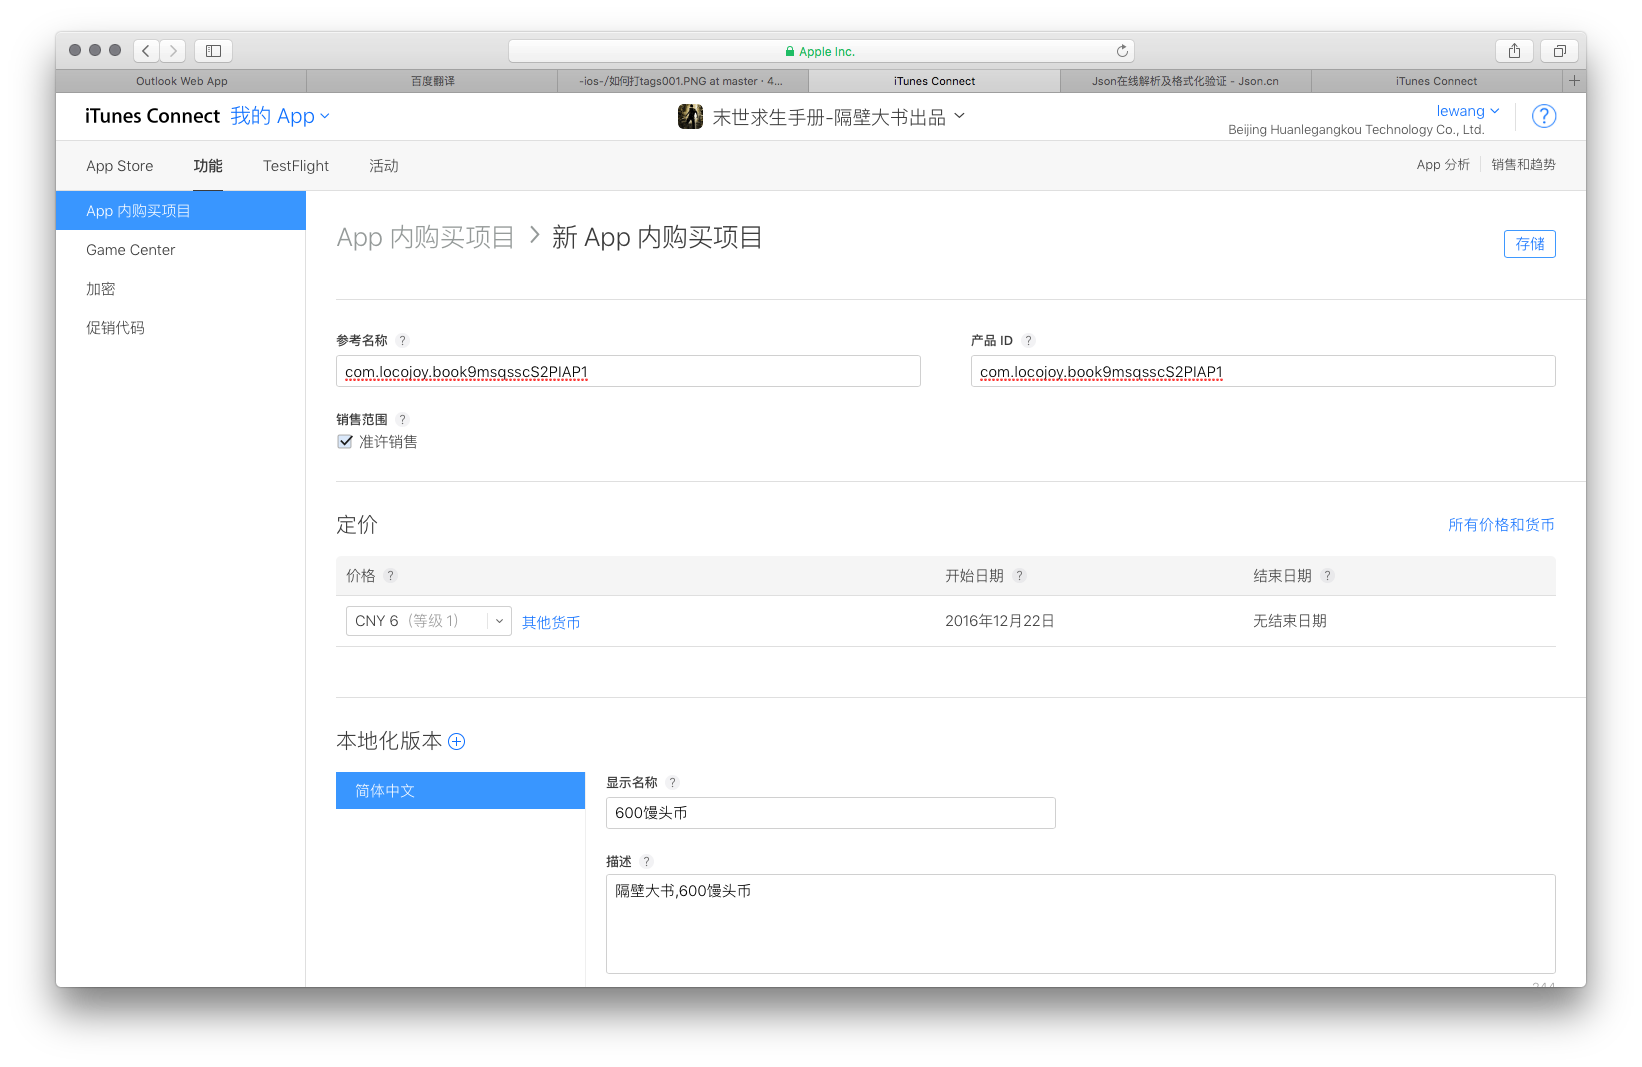 Apple Inc.
Outlook Web App
百度翻译
-ios-/如何打tags001.PNG at master · 4...
iTunes Connect
Json在线解析及格式化验证 - Json.cn
iTunes Connect
iTunes Connect 我的 App
末世求生手册-隔壁大书出品
lewang
Beijing Huanlegangkou Technology Co., Ltd.
?
App Store
功能
TestFlight
活动
App 分析
销售和趋势
App 内购买项目
Game Center
加密
促销代码
App 内购买项目 > 新 App 内购买项目
存储
参考名称 ?
com.locojoy.book9msqsscS2PIAP1
产品 ID ?
com.locojoy.book9msqsscS2PIAP1
销售范围 ?
准许销售
定价
所有价格和货币
价格 ?
开始日期 ?
结束日期 ?
CNY 6（等级 1）
其他货币
2016年12月22日
无结束日期
本地化版本
简体中文
显示名称 ?
600馒头币
描述 ?
隔壁大书,600馒头币